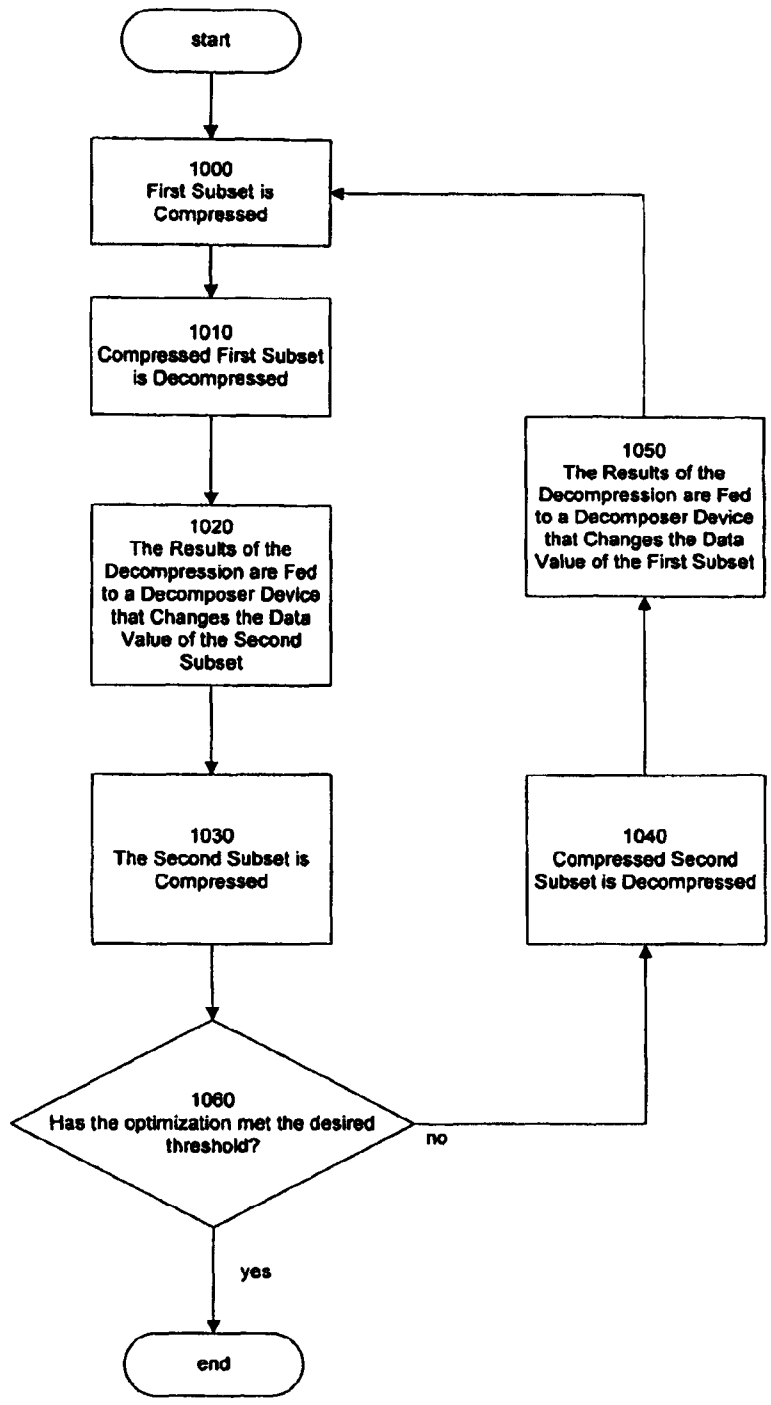 start
1000
First Subset is
Compressed
1010
Compressed First Subset
is Decompressed
1020
The Results of the
Decompression are Fed
to a Decomposer Device
that Changes the Data
Value of the Second
Subset
1030
The Second Subset is
Compressed
1060
Has the optimization met the desired
threshold?
no
yes
end
1050
The Results of the
Decompression are Fed
to a Decomposer Device
that Changes the Data
Value of the First Subset
1040
Compressed Second
Subset is Decompressed